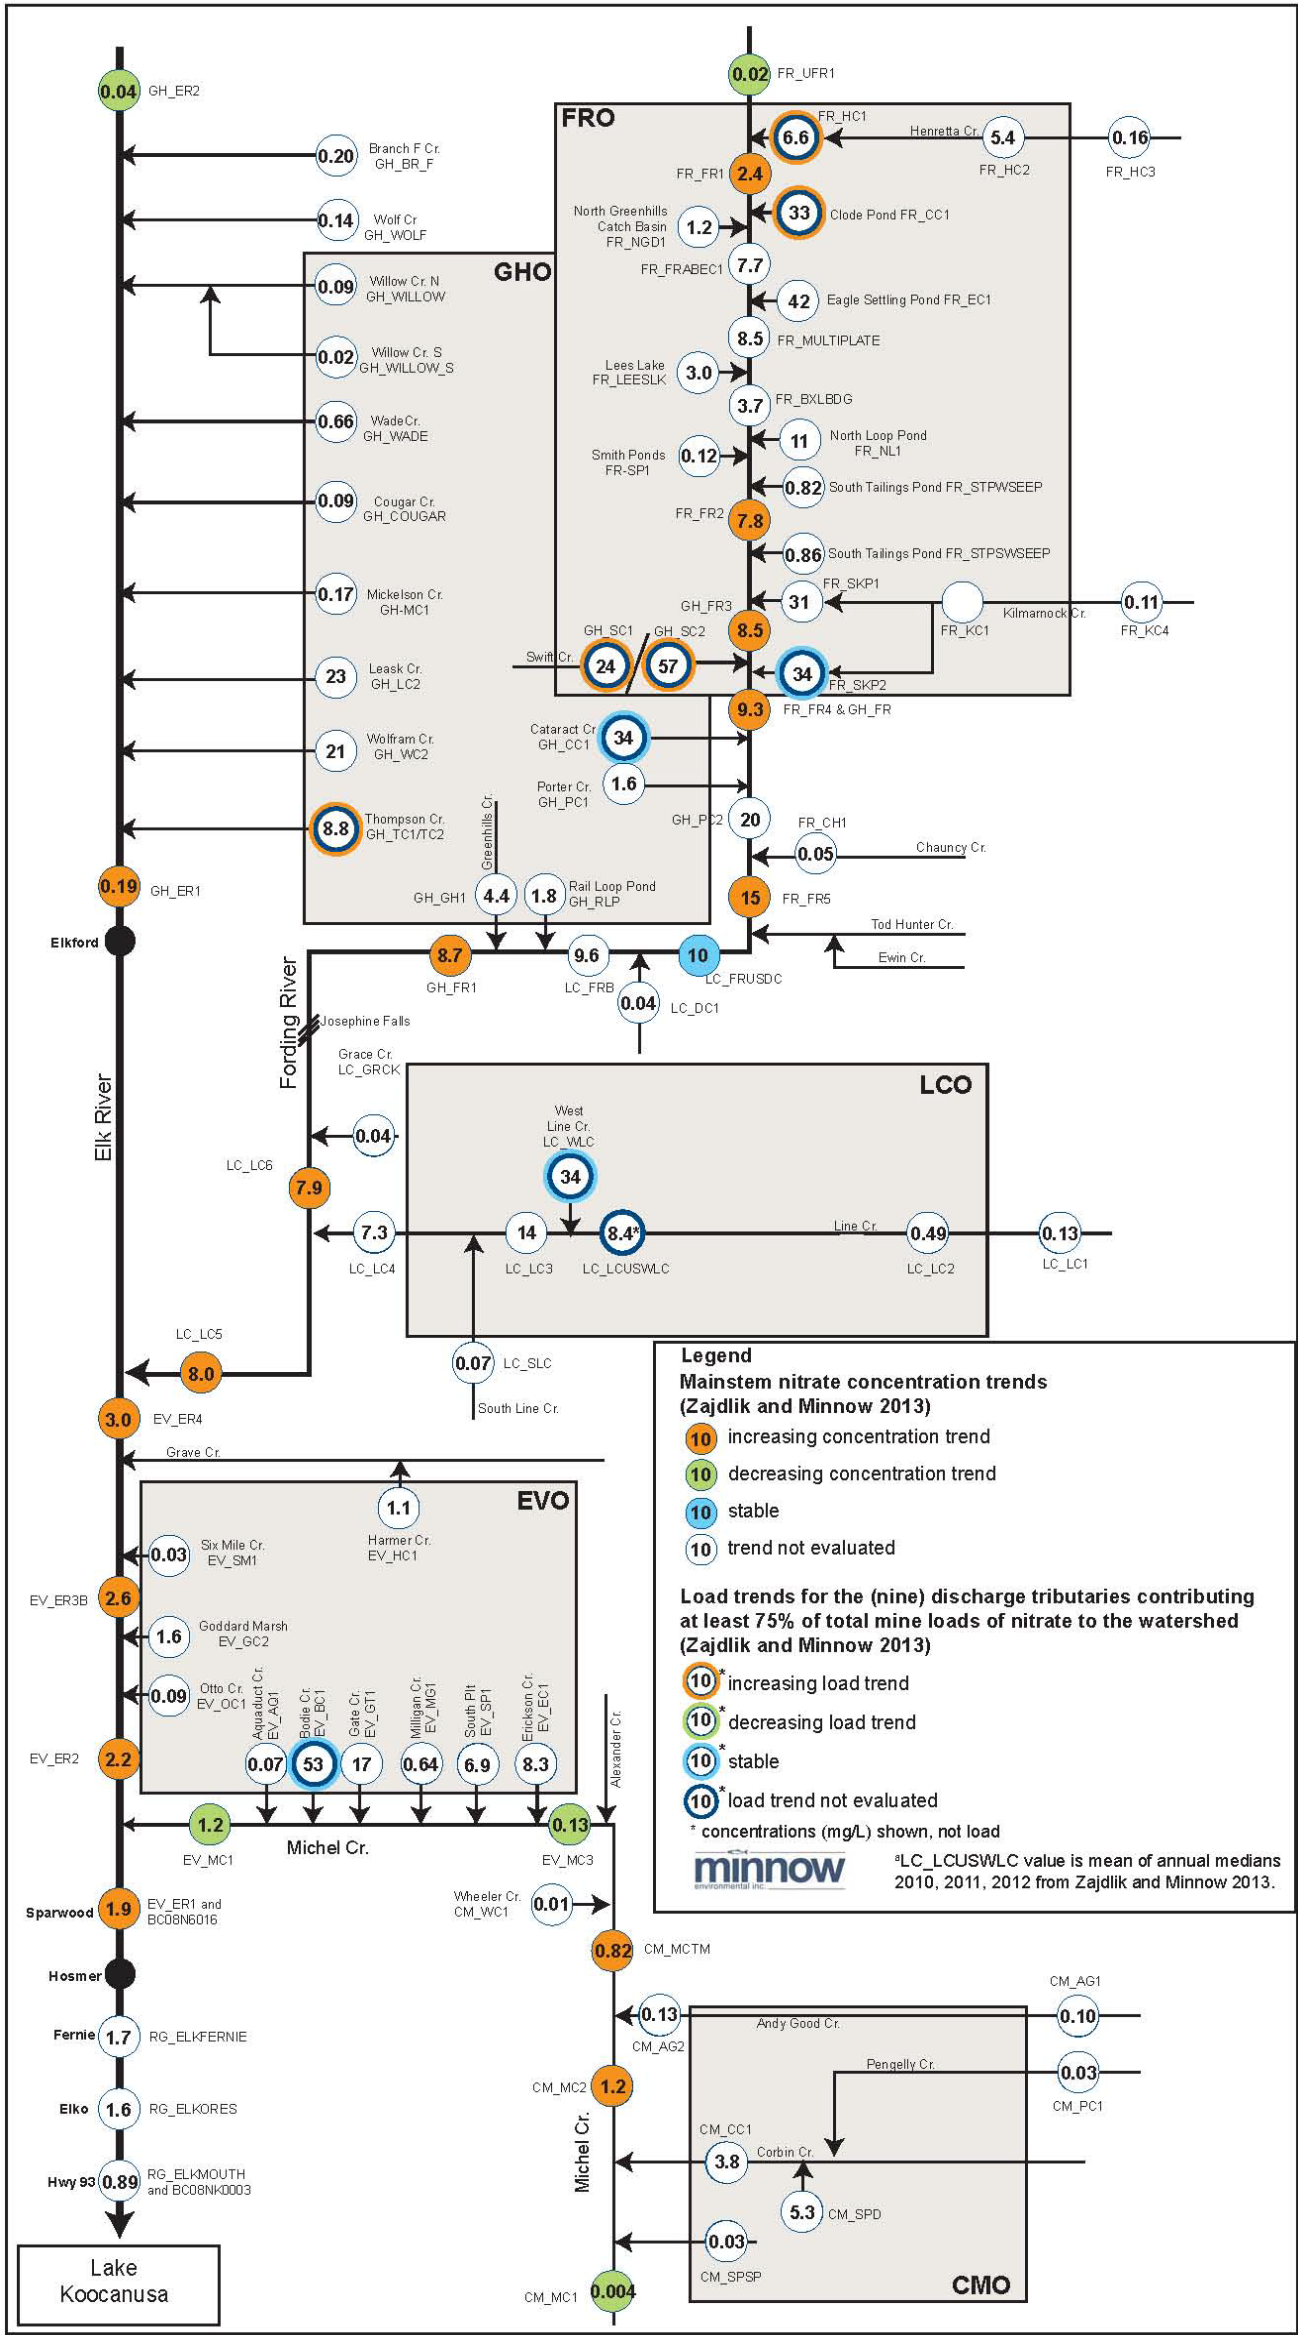 0.04 GH_ER2
0.02 FR_UFR1
FRO
FR_HC1
6.6
Henretta Cr.
5.4
FR_HC2
0.16
FR_HC3
0.20
Branch F Cr.
GH_BR_F
FR_FR1
2.4
North Greenhills
Catch Basin
FR_NGD1
1.2
33
Clode Pond FR_CC1
0.14
Wolf Cr
GH_WOLF
GHO
FR_FRABEC1
7.7
0.09
Willow Cr. N
GH_WILLOW
42
Eagle Settling Pond FR_EC1
8.5
FR_MULTIPLATE
0.02
Willow Cr. S
GH_WILLOW_S
Lees Lake
FR_LEESLK
3.0
3.7
FR_BXLBDG
0.66
WadeCr.
GH_WADE
11
North Loop Pond
FR_NL1
Smith Ponds
FR-SP1
0.12
0.82
South Tailings Pond FR_STPWSEEP
0.09
Cougar Cr.
GH_COUGAR
FR_FR2
7.8
0.86
South Tailings Pond FR_STPSWSEEP
0.17
Mickelson Cr.
GH-MC1
FR_SKP1
31
FR_KC1
Kilmarnock Cr.
0.11
FR_KC4
GH_FR3
8.5
GH_SC1
GH_SC2
Swift Cr.
24
57
34
FR_SKP2
23
Leask Cr.
GH_LC2
9.3
FR_FR4 & GH_FR
21
Wolfram Cr.
GH_WC2
Cataract Cr
GH_CC1
34
Porter Cr.
GH_PC1
1.6
8.8
Thompson Cr.
GH_TC1/TC2
Greenhills Cr.
GH_PC2
20
FR_CH1
0.05
Chauncy Cr.
0.19
GH_ER1
GH_GH1
4.4
1.8
Rail Loop Pond
GH_RLP
15
FR_FR5
Tod Hunter Cr.
Ewin Cr.
Elkford
8.7
GH_FR1
9.6
LC_FRB
10
LC_FRUSDC
0.04
LC_DC1
Fording River
Josephine Falls
Elk River
Grace Cr.
LC_GRCK
0.04
LCO
West
Line Cr.
LC_WLC
34
LC_LC6
7.9
7.3
LC_LC4
14
LC_LC3
8.4*
LC_LCUSWLC
Line Cr.
0.49
LC_LC2
0.13
LC_LC1
LC_LC5
8.0
0.07
LC_SLC
South Line Cr.
3.0
EV_ER4
Grave Cr.
EVO
1.1
Harmer Cr.
EV_HC1
0.03
Six Mile Cr.
EV_SM1
EV_ER3B
2.6
1.6
Goddard Marsh
EV_GC2
0.09
Otto Cr.
EV_OC1
Aquaduct Cr.
EV_AQ1
Bodie Cr.
EV_BC1
Gate Cr.
EV_GT1
Milligan Cr.
EV_MG1
South Pit
EV_SP1
Erickson Cr.
EV_EC1
Alexander Cr.
EV_ER2
2.2
0.07
53
17
0.64
6.9
8.3
1.2
EV_MC1
Michel Cr.
0.13
EV_MC3
Legend
Mainstem nitrate concentration trends
(Zajdlik and Minnow 2013)
10 increasing concentration trend
10 decreasing concentration trend
10 stable
10 trend not evaluated
Load trends for the (nine) discharge tributaries contributing
at least 75% of total mine loads of nitrate to the watershed
(Zajdlik and Minnow 2013)
10 * increasing load trend
10 * decreasing load trend
10 * stable
10 * load trend not evaluated
* concentrations (mg/L) shown, not load
minnow
environmental inc.
ªLC_LCUSWLC value is mean of annual medians
2010, 2011, 2012 from Zajdlik and Minnow 2013.
Sparwood
1.9
EV_ER1 and
BC08N6016
Wheeler Cr.
CM_WC1
0.01
0.82
CM_MCTM
Hosmer
Fernie
1.7
RG_ELKFERNIE
0.13
CM_AG2
Andy Good Cr.
CM_AG1
0.10
Pengelly Cr.
0.03
CM_PC1
CM_MC2
1.2
Elko
1.6
RG_ELKORES
Michel Cr.
CM_CC1
3.8
Corbin Cr.
5.3
CM_SPD
Hwy 93
0.89
RG_ELKMOUTH
and BC08NK0003
0.03
CM_SPSP
CM_MC1
0.004
CMO
Lake
Koocanusa